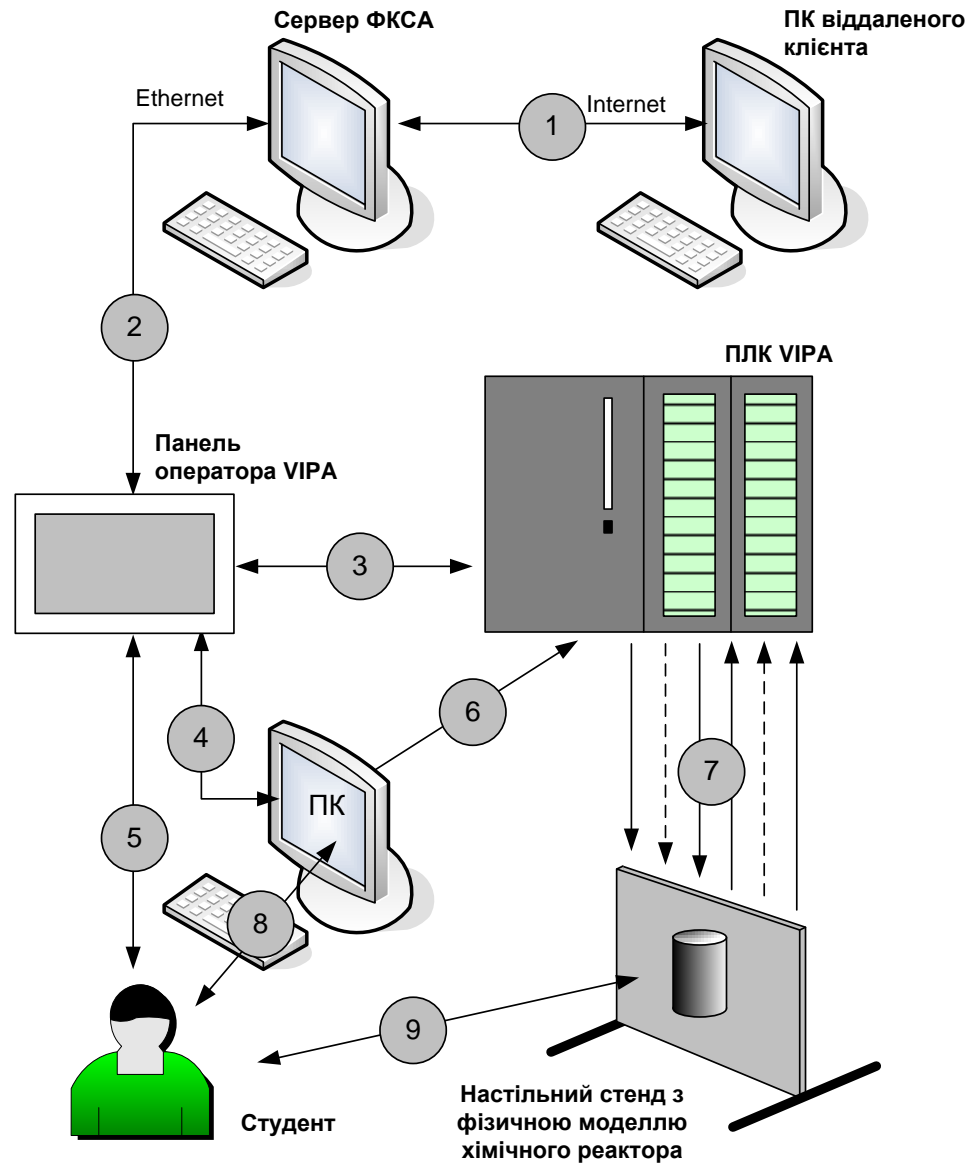 Сервер ФКСА
ПК віддаленого
клієнта
Ethernet
Internet
1
2
ПЛК VIPA
Панель
оператора VIPA
3
4
6
7
ПК
5
8
9
Студент
Настільний стенд з
фізичною моделлю
хімічного реактора